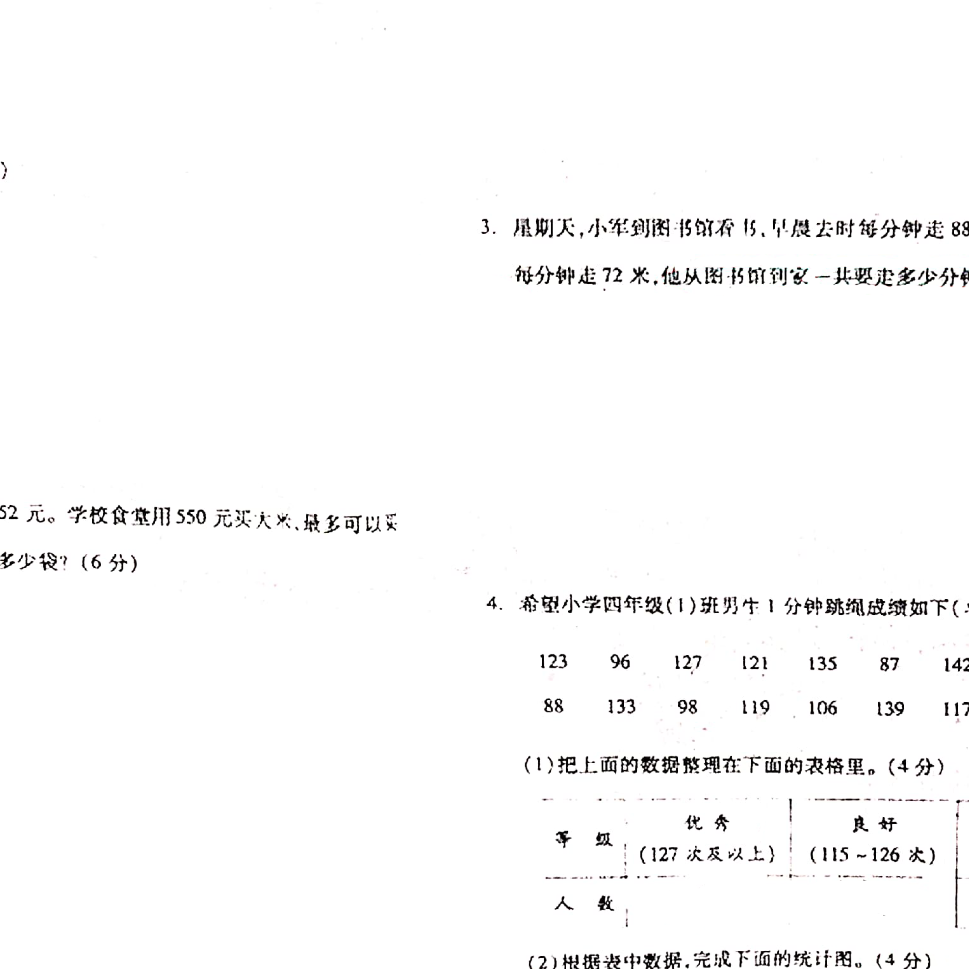 )
52 元。学校食堂用 550 元买大米,最多可以买
多少袋? (6 分)
3. 星期天,小军到图书馆看书,早晨去时每分钟走 88
每分钟走 72 米,他从图书馆到家一共要走多少分钟
4. 希望小学四年级(1)班男生 1 分钟跳绳成绩如下(
123 96 127 121 135 87 142
88 133 98 119 106 139 117
(1)把上面的数据整理在下面的表格里。(4 分)
等 级 优 秀 (127 次及以上) 良 好 (115~126 次)
人 数
(2)根据表中数据,完成下面的统计图。(4 分)